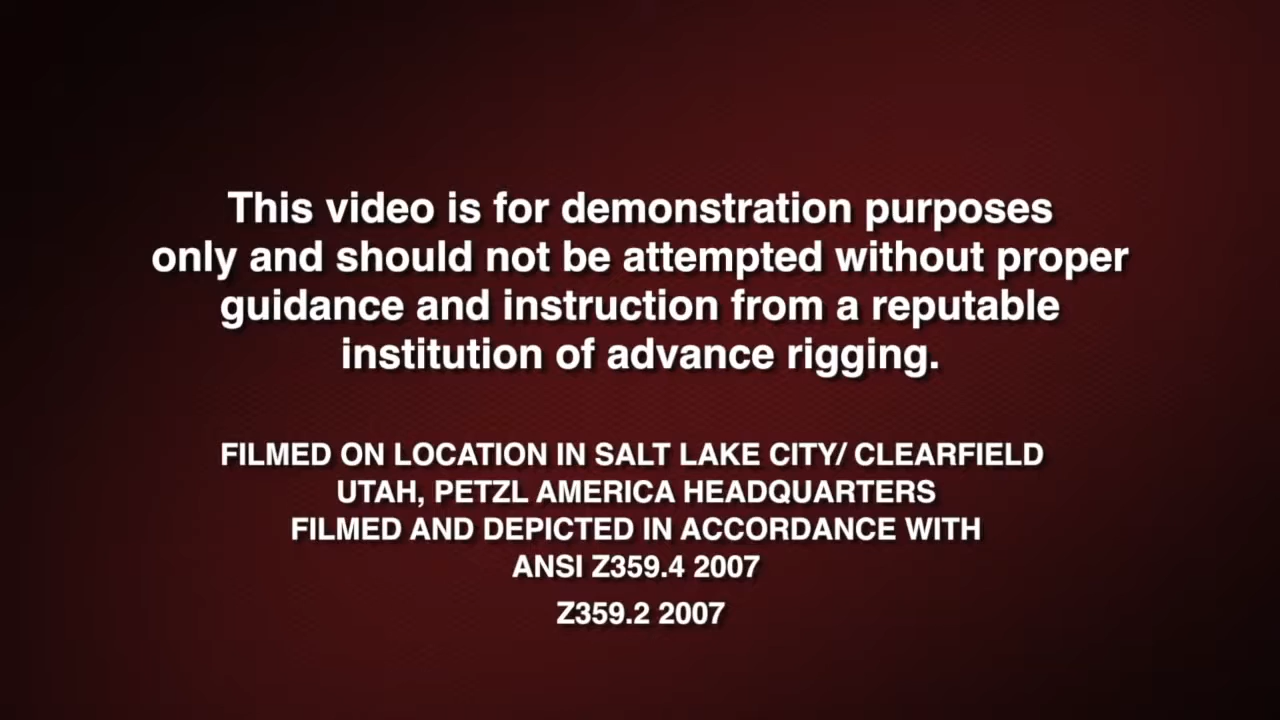 This video is for demonstration purposes
only and should not be attempted without proper
guidance and instruction from a reputable
institution of advance rigging.
FILMED ON LOCATION IN SALT LAKE CITY/ CLEARFIELD
UTAH, PETZL AMERICA HEADQUARTERS
FILMED AND DEPICTED IN ACCORDANCE WITH
ANSI Z359.4 2007
Z359.2 2007